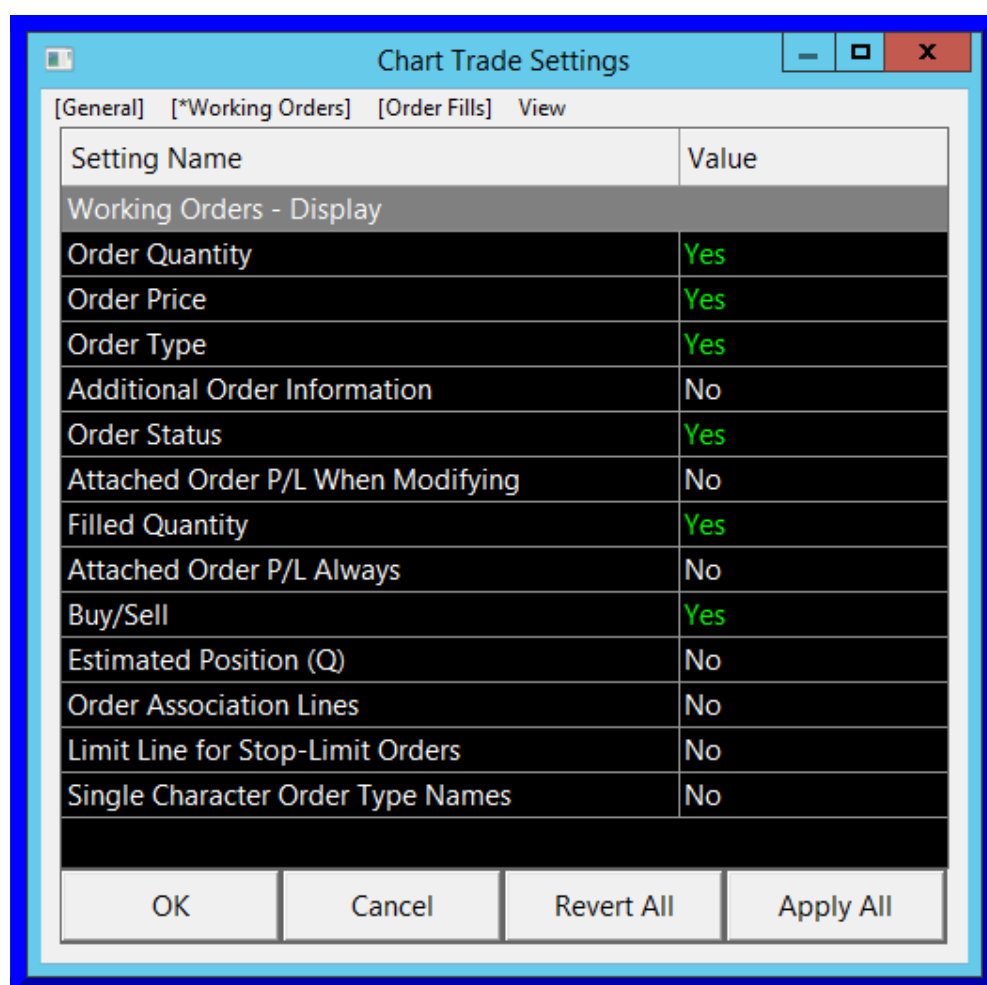 Chart Trade Settings
[General] [*Working Orders] [Order Fills] View
Setting Name Value
Working Orders - Display
Order Quantity Yes
Order Price Yes
Order Type Yes
Additional Order Information No
Order Status Yes
Attached Order P/L When Modifying No
Filled Quantity Yes
Attached Order P/L Always No
Buy/Sell Yes
Estimated Position (Q) No
Order Association Lines No
Limit Line for Stop-Limit Orders No
Single Character Order Type Names No
OK Cancel Revert All Apply All